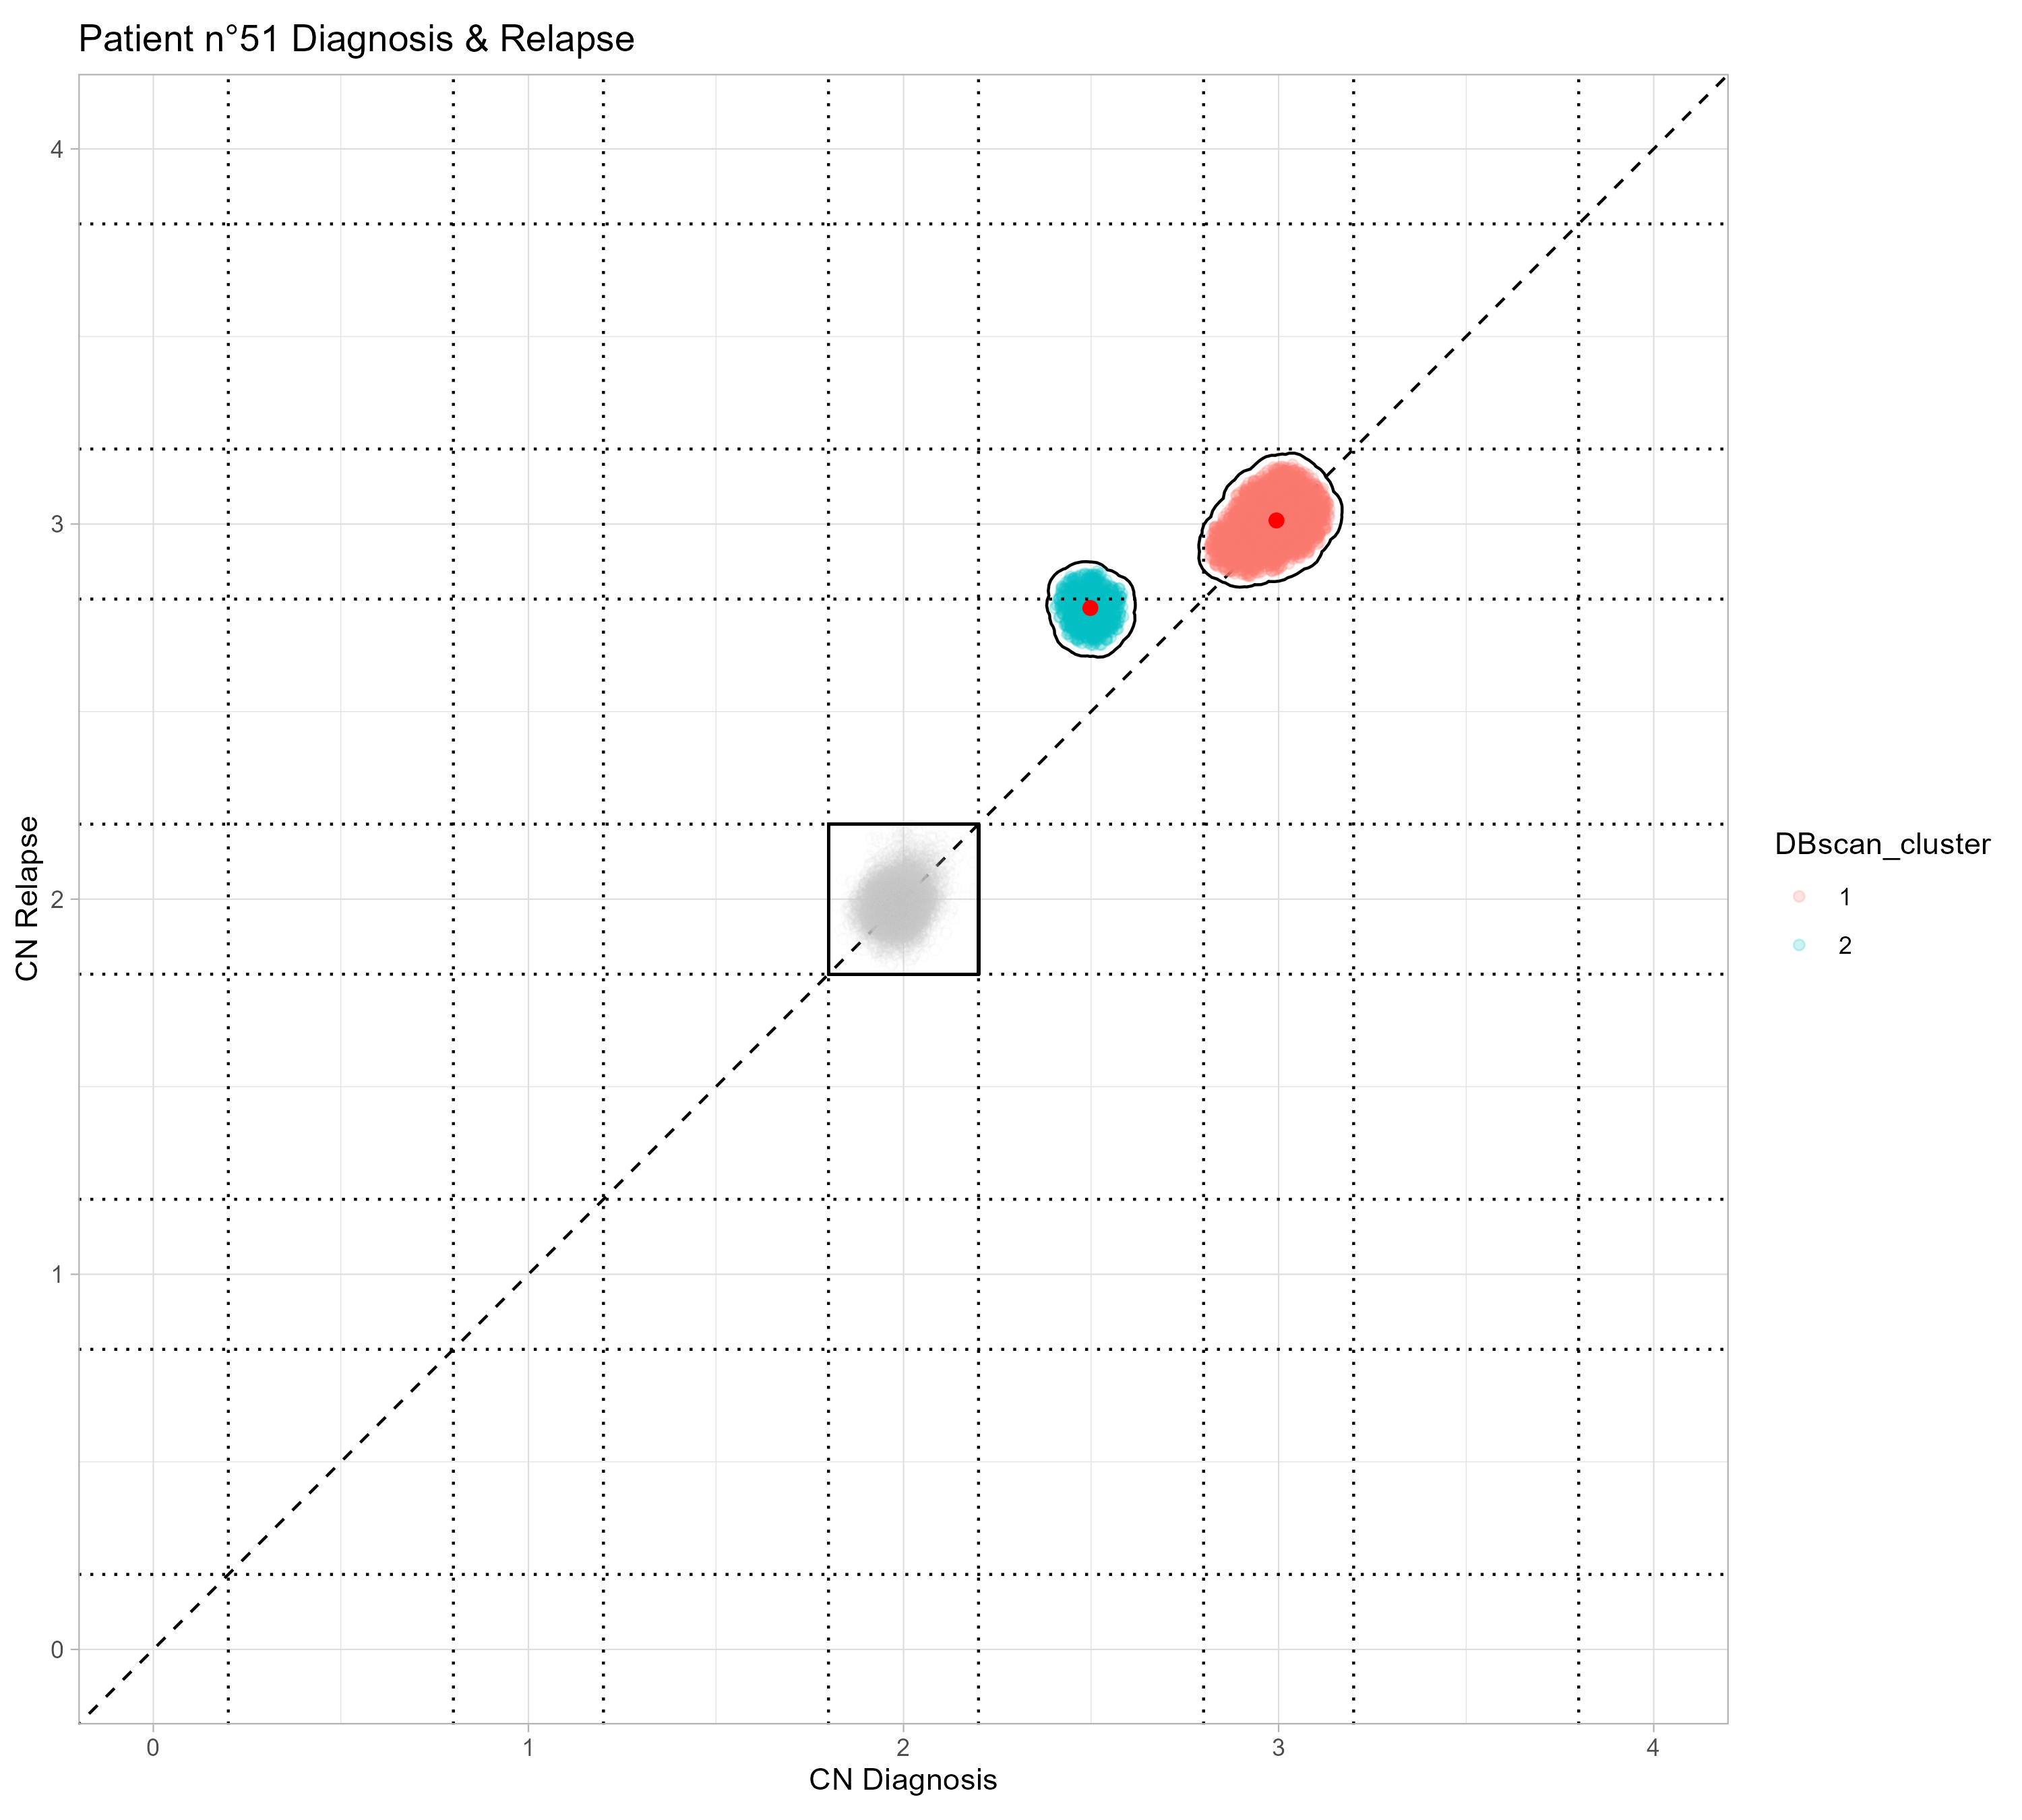 Patient n°51 Diagnosis & Relapse
4
3
2
1
0
CN Relapse
0 1 2 3 4
CN Diagnosis
DBscan_cluster
1
2